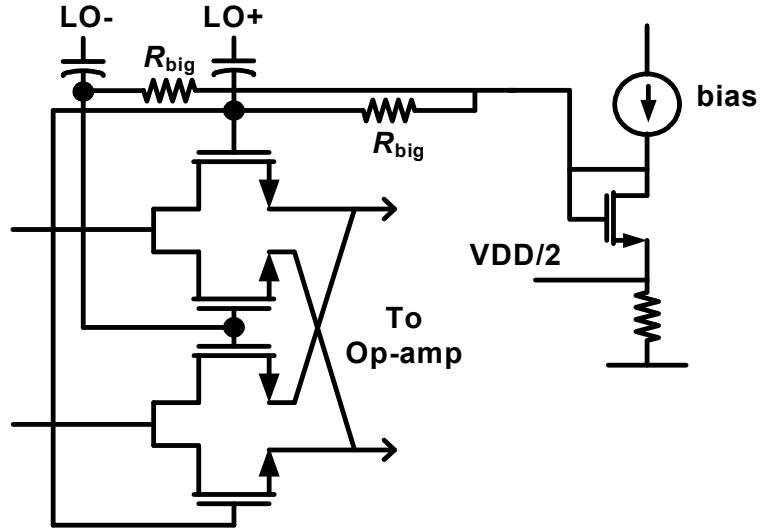 LO- LO+
Rbig
bias
Rbig
VDD/2
To
Op-amp